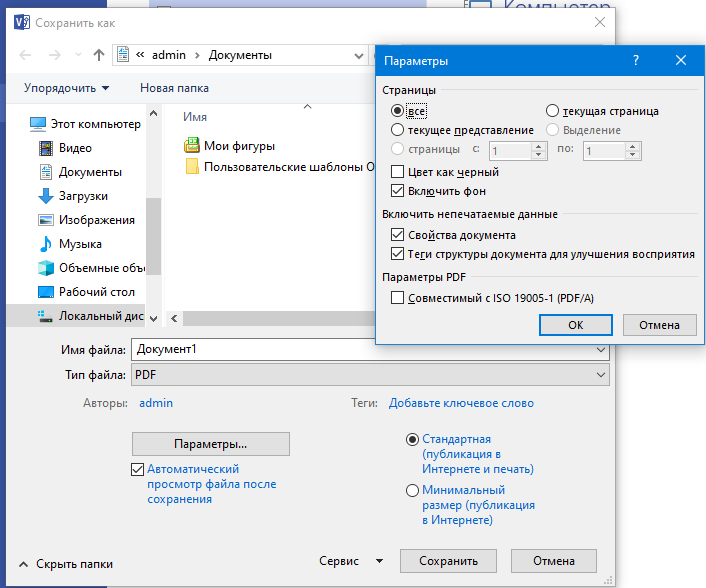 Компьютер
Сохранить как
« admin › Документы
Упорядочить
Новая папка
Этот компьютер
Видео
Документы
Загрузки
Изображения
Музыка
Объемные объ
Рабочий стол
Локальный дис
Имя
Мои фигуры
Пользовательские шаблоны O
Параметры
?
Страницы
все
текущая страница
текущее представление
Выделение
страницы с: 1 по: 1
Цвет как черный
Включить фон
Включить непечатаемые данные
Свойства документа
Теги структуры документа для улучшения восприятия
Параметры PDF
Совместимый с ISO 19005-1 (PDF/A)
ОК
Отмена
Имя файла: Документ1
Тип файла: PDF
Авторы: admin
Теги: Добавьте ключевое слово
Параметры...
Автоматический
просмотр файла после
сохранения
Стандартная
(публикация в
Интернете и печать)
Минимальный
размер (публикация
в Интернете)
Скрыть папки
Сервис
Сохранить
Отмена